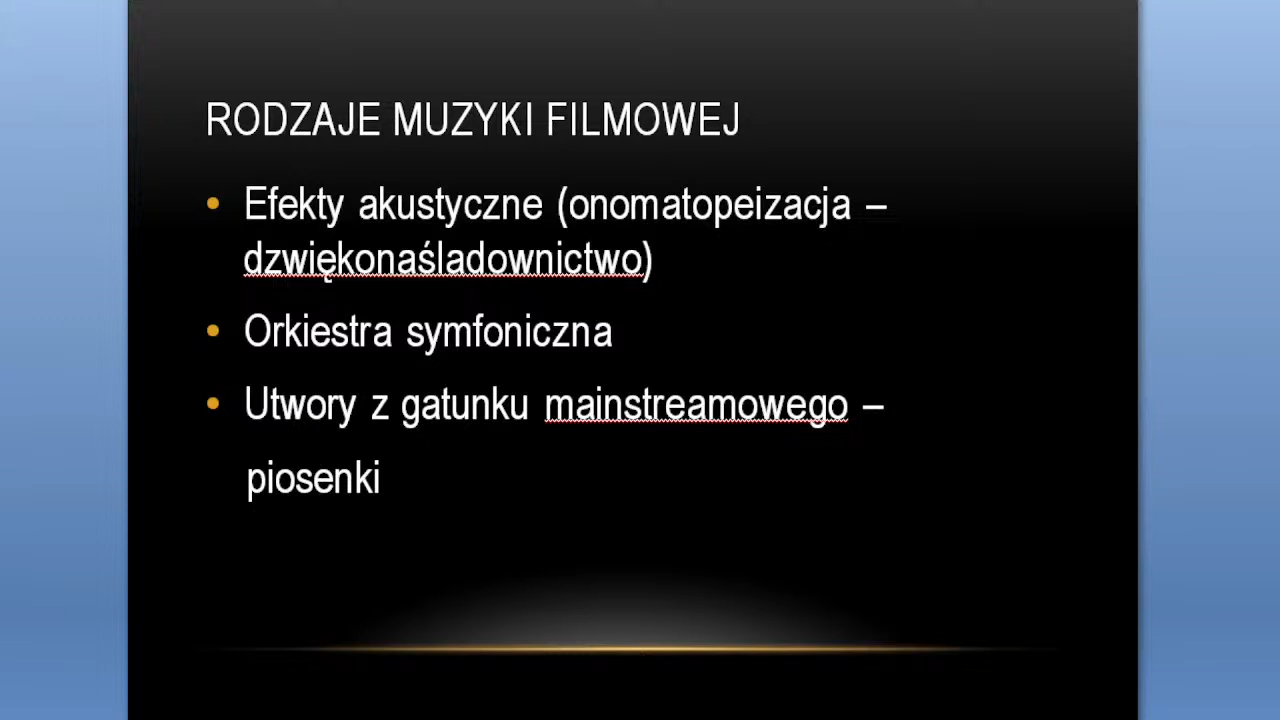 RODZAJE MUZYKI FILMOWEJ
• Efekty akustyczne (onomatopeizacja –
dzwiękonaśladownictwo)
• Orkiestra symfoniczna
• Utwory z gatunku mainstreamowego –
piosenki